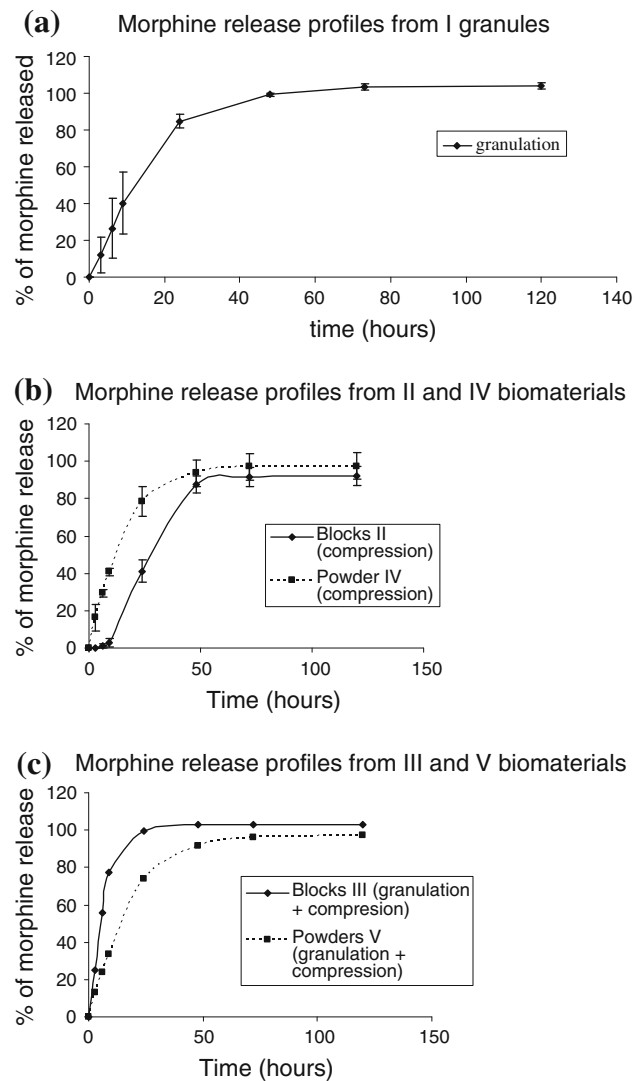 (a) Morphine release profiles from I granules
% of morphine released
120
100
80
60
40
20
0
granulation
0 20 40 60 80 100 120 140
time (hours)
(b) Morphine release profiles from II and IV biomaterials
% of morphine release
120
100
80
60
40
20
0
Blocks II
(compression)
Powder IV
(compression)
0 50 100 150
Time (hours)
(c) Morphine release profiles from III and V biomaterials
% of morphine release
120
100
80
60
40
20
0
Blocks III (granulation
+ compresion)
Powders V
(granulation +
compression)
0 50 100 150
Time (hours)